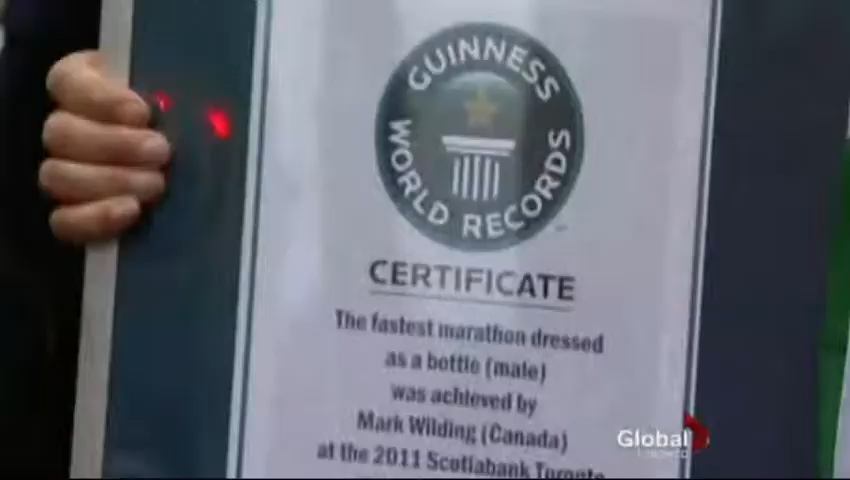 GUINNESS
WORLD RECORDS
CERTIFICATE
The fastest marathon dressed
as a bottle (male)
was achieved by
Mark Wilding (Canada)
at the 2011 Scotiabank Toronto
Global
TORONTO